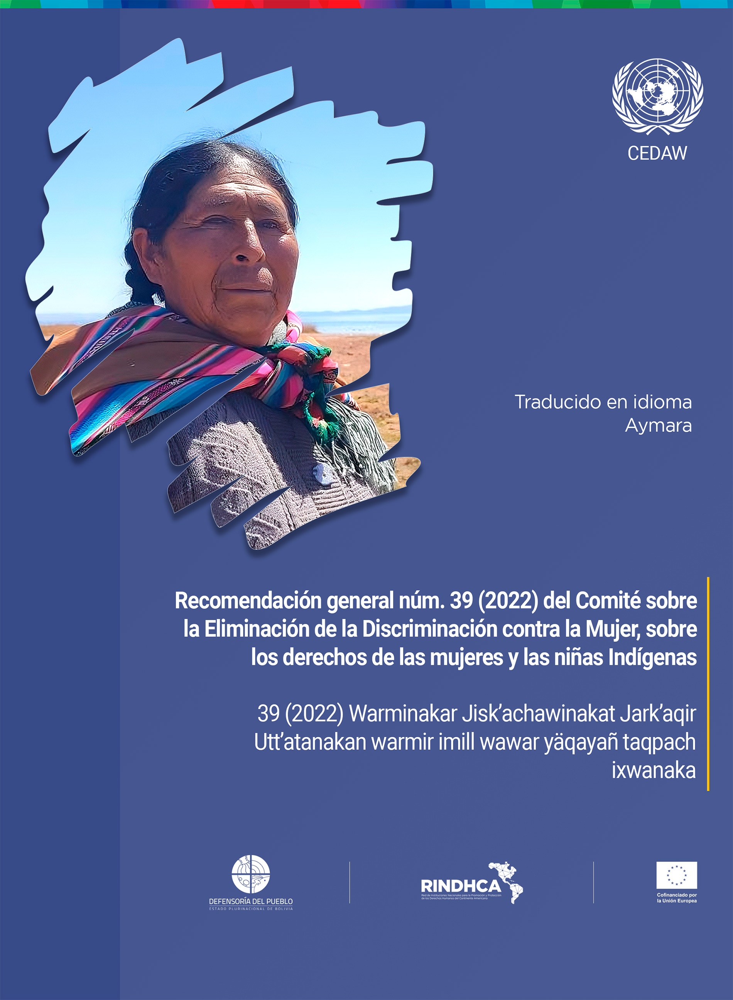 CEDAW
Traducido en idioma
Aymara
Recomendación general núm. 39 (2022) del Comité sobre
la Eliminación de la Discriminación contra la Mujer, sobre
los derechos de las mujeres y las niñas Indígenas
39 (2022) Warminakar Jisk’achawinakat Jark’aqir
Utt’atanakan warmir imill wawar yäqayañ taqpach
ixwanaka
DEFENSORÍA DEL PUEBLO
ESTADO PLURINACIONAL DE BOLIVIA
RINDHCA
Red de Instituciones Nacionales para la Promoción y Protección
de los Derechos Humanos del Continente Americano
Cofinanciado por
la Unión Europea